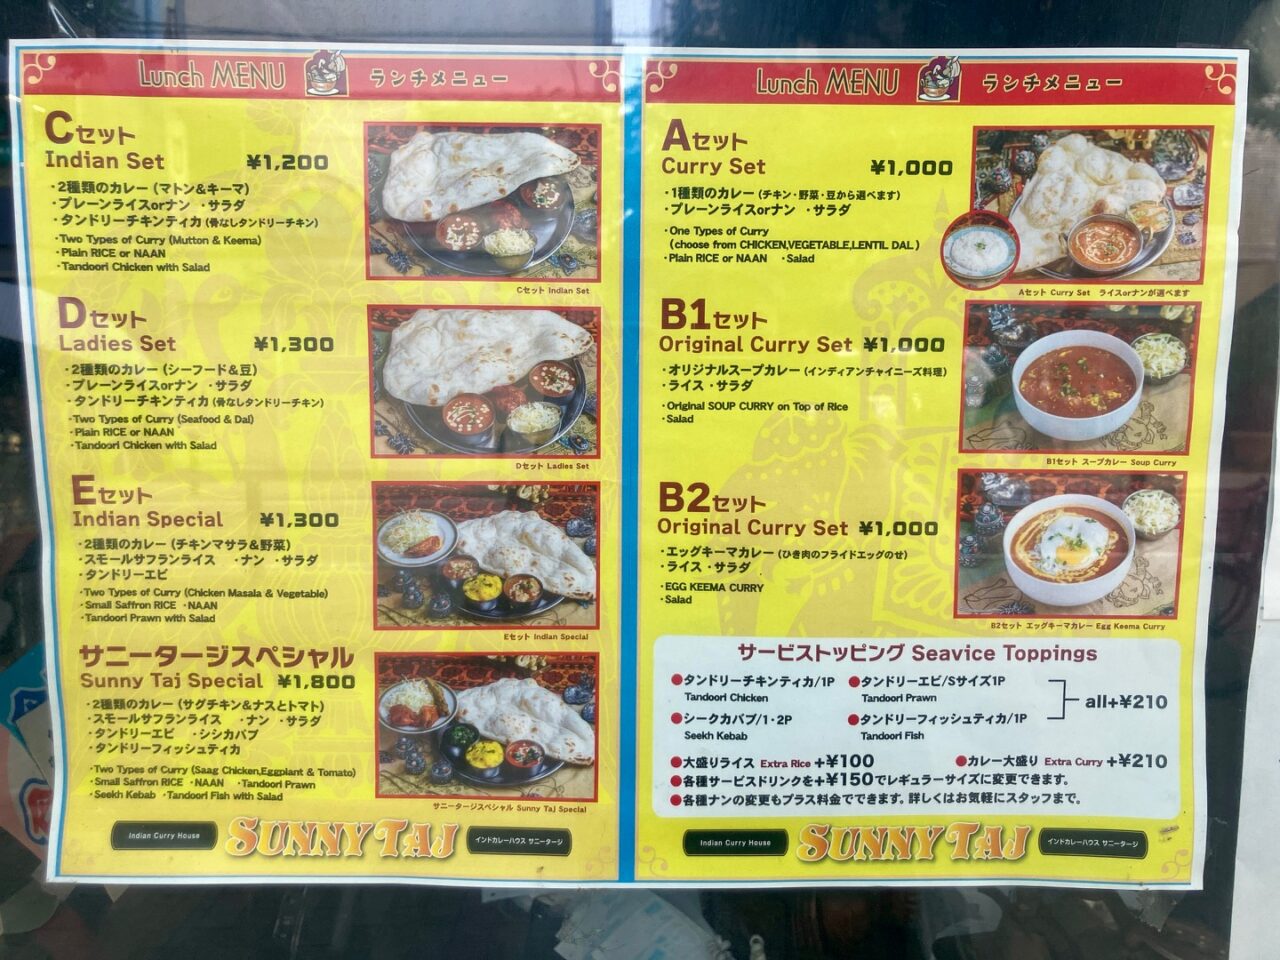 Lunch MENU ランチメニュー
Cセット
Indian Set ¥1,200
・2種類のカレー（マトン&キーマ）
・プレーンライスorナン ・サラダ
・タンドリーチキンティカ（骨なしタンドリーチキン）
・Two Types of Curry (Mutton & Keema)
・Plain RICE or NAAN
・Tandoori Chicken with Salad
Cセット Indian Set
Dセット
Ladies Set ¥1,300
・2種類のカレー（シーフード&豆）
・プレーンライスorナン ・サラダ
・タンドリーチキンティカ（骨なしタンドリーチキン）
・Two Types of Curry (Seafood & Dal)
・Plain RICE or NAAN
・Tandoori Chicken with Salad
Dセット Ladies Set
Eセット
Indian Special ¥1,300
・2種類のカレー（チキンマサラ&野菜）
・スモールサフランライス ・ナン ・サラダ
・タンドリーエビ
・Two Types of Curry (Chicken Masala & Vegetable)
・Small Saffron RICE ・NAAN
・Tandoori Prawn with Salad
Eセット Indian Special
サニータージスペシャル
Sunny Taj Special ¥1,800
・2種類のカレー（サグチキン&ナスとトマト）
・スモールサフランライス ・ナン ・サラダ
・タンドリーエビ ・シシカバブ
・タンドリーフィッシュティカ
・Two Types of Curry (Saag Chicken,Eggplant & Tomato)
・Small Saffron RICE ・NAAN ・Tandoori Prawn
・Seekh Kebab ・Tandoori Fish with Salad
サニータージスペシャル Sunny Taj Special
Indian Curry House SUNNY TAJ インドカレーハウス サニータージ
Lunch MENU ランチメニュー
Aセット
Curry Set ¥1,000
・1種類のカレー（チキン・野菜・豆から選べます）
・プレーンライスorナン ・サラダ
・One Types of Curry
（choose from CHICKEN,VEGETABLE,LENTIL DAL）
・Plain RICE or NAAN ・Salad
Aセット Curry Set ライスorナンが選べます
B1セット
Original Curry Set ¥1,000
・オリジナルスープカレー（インディアンチャイニーズ料理）
・ライス ・サラダ
・Original SOUP CURRY on Top of Rice
・Salad
B1セット スープカレー Soup Curry
B2セット
Original Curry Set ¥1,000
・エッグキーマカレー（ひき肉のフライドエッグのせ）
・ライス ・サラダ
・EGG KEEMA CURRY
・Salad
B2セット エッグキーマカレー Egg Keema Curry
サービストッピング Seavice Toppings
●タンドリーチキンティカ/1P ●タンドリーエビ/Sサイズ1P
Tandoori Chicken Tandoori Prawn
all+¥210
●シークカバブ/1・2P ●タンドリーフィッシュティカ/1P
Seekh Kebab Tandoori Fish
●大盛りライス Extra Rice +¥100 ●カレー大盛り Extra Curry +¥210
●各種サービスドリンクを+¥150でレギュラーサイズに変更できます。
●各種ナンの変更もプラス料金でできます。詳しくはお気軽にスタッフまで。
Indian Curry House SUNNY TAJ インドカレーハウス サニータージ